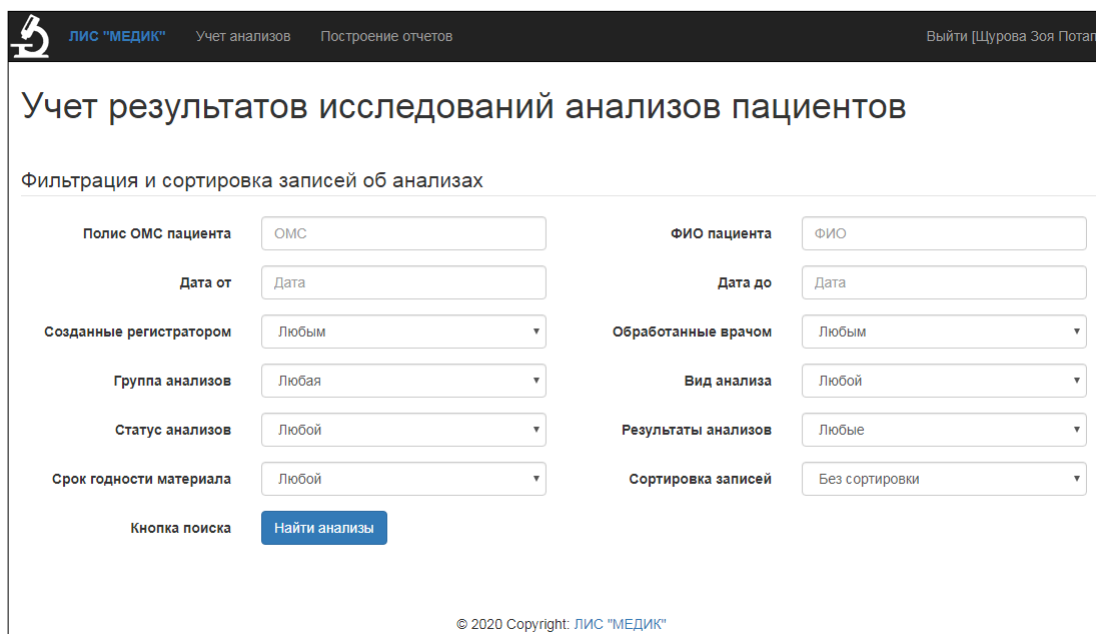 ЛИС "МЕДИК" Учет анализов Построение отчетов Выйти [Щурова Зоя
Учет результатов исследований анализов пациентов
Фильтрация и сортировка записей об анализах
Полис ОМС пациента ОМС ФИО пациента ФИО
Дата от Дата Дата до Дата
Созданные регистратором Любым Обработанные врачом Любым
Группа анализов Любая Вид анализа Любой
Статус анализов Любой Результаты анализов Любые
Срок годности материала Любой Сортировка записей Без сортировки
Кнопка поиска Найти анализы
© 2020 Copyright: ЛИС "МЕДИК"